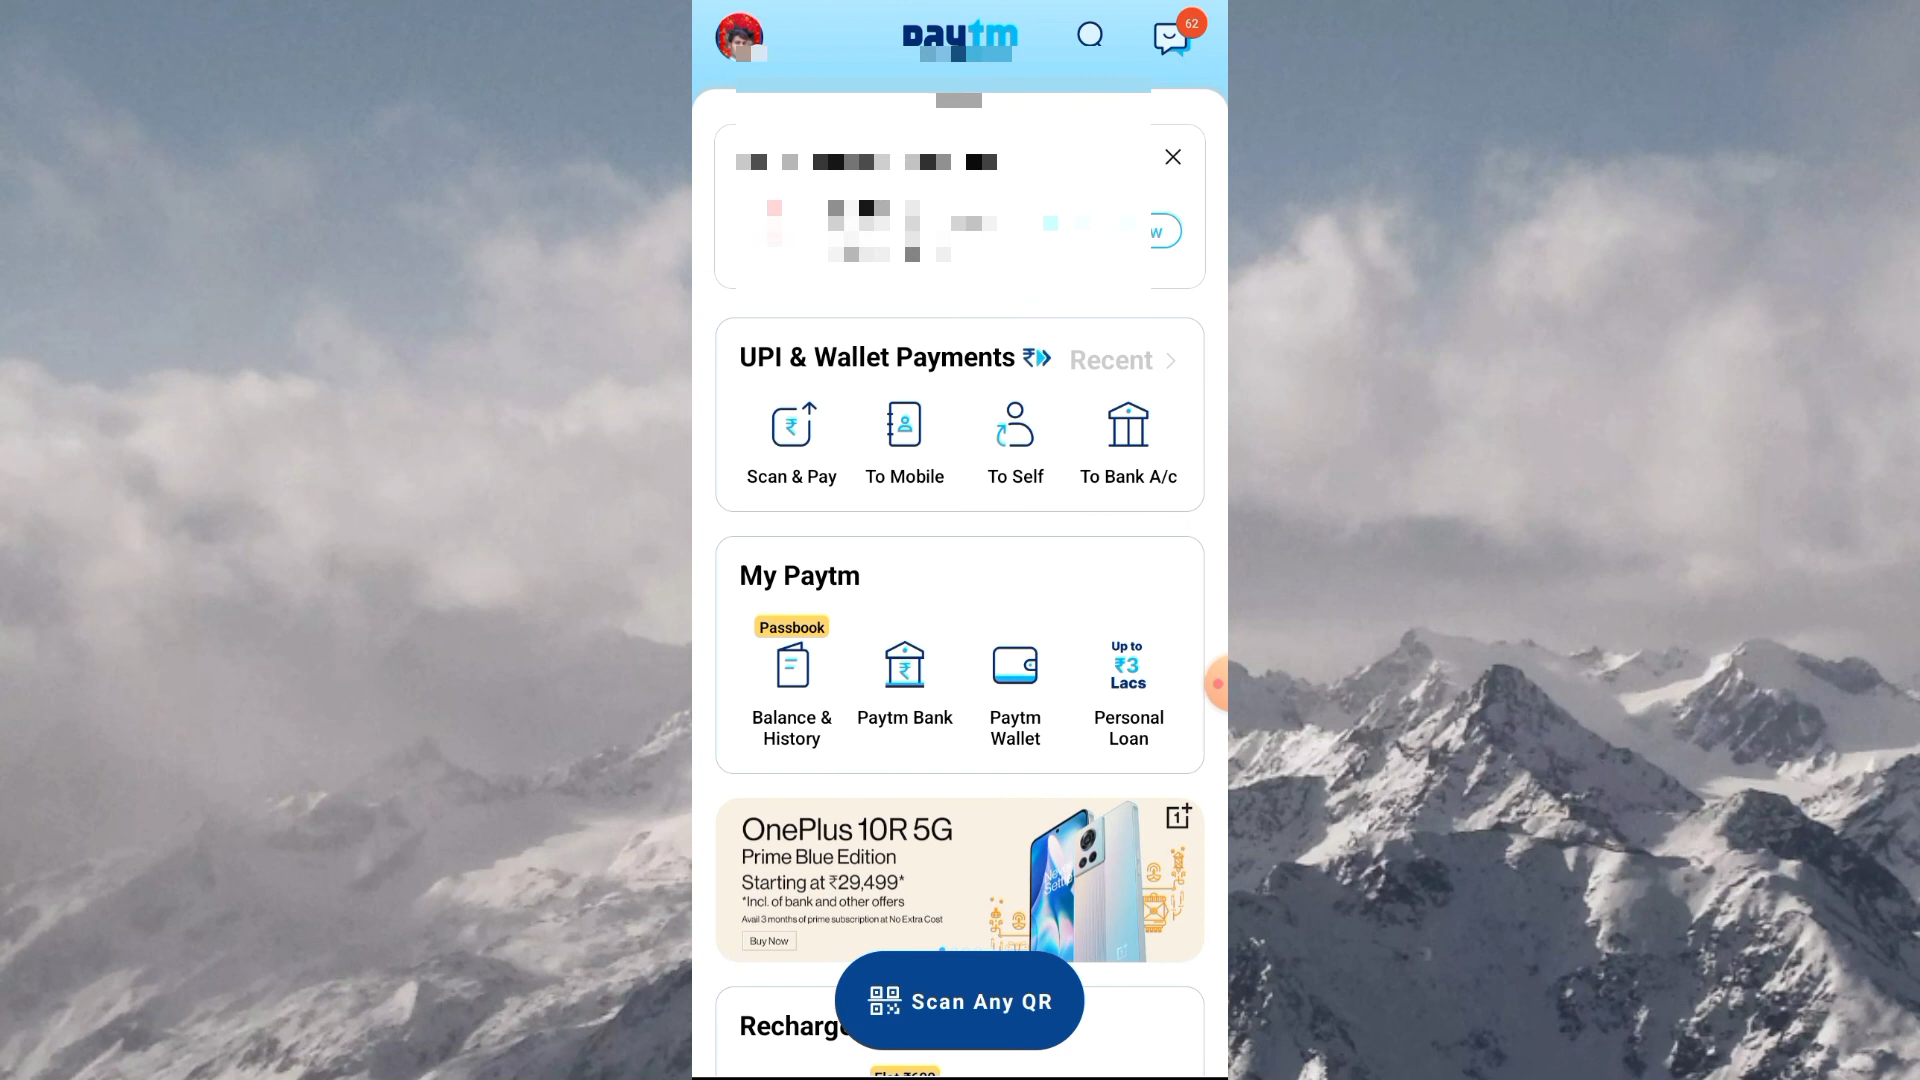 paytm
62
w
UPI & Wallet Payments
Recent
Scan & Pay
To Mobile
To Self
To Bank A/c
My Paytm
Passbook
Up to
₹3
Lacs
Balance &
History
Paytm Bank
Paytm
Wallet
Personal
Loan
OnePlus 10R 5G
Prime Blue Edition
Starting at ₹29,499*
*Incl. of bank and other offers
Avail 3 months of prime subscription at No Extra Cost
Buy Now
Scan Any QR
Recharge